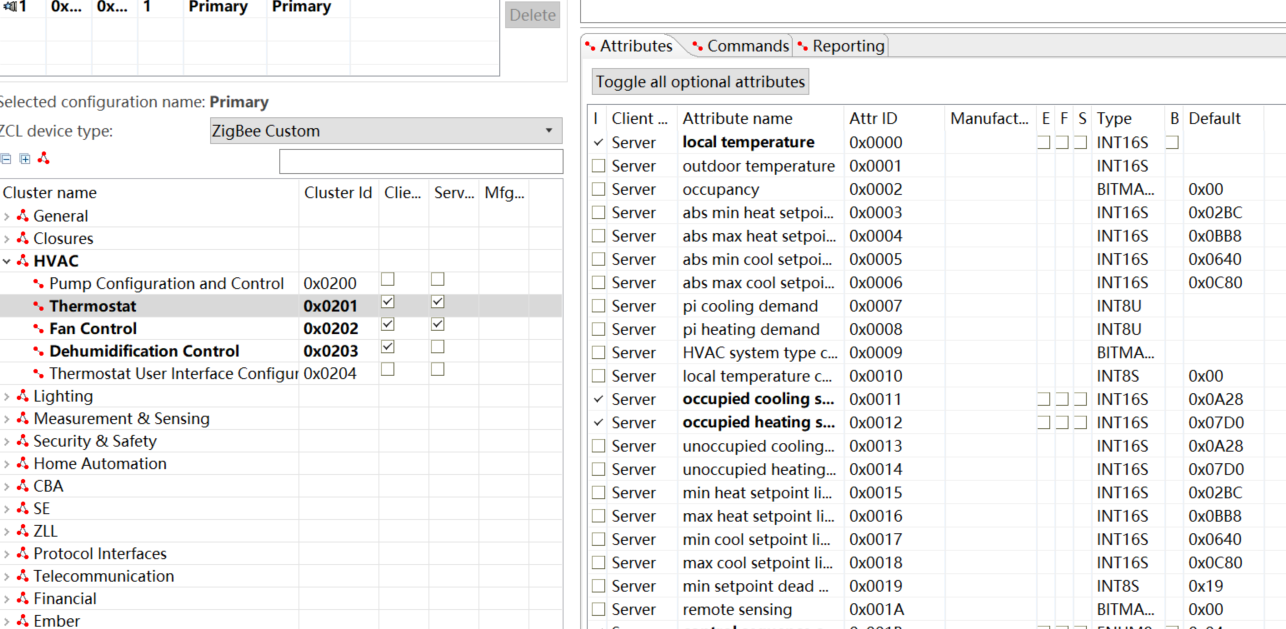 1 0x... 0x... 1 Primary Primary
Delete
Selected configuration name: Primary
ZCL device type: ZigBee Custom
Cluster name Cluster Id Clie... Serv... Mfg...
General
Closures
HVAC
Pump Configuration and Control 0x0200
Thermostat 0x0201
Fan Control 0x0202
Dehumidification Control 0x0203
Thermostat User Interface Configur 0x0204
Lighting
Measurement & Sensing
Security & Safety
Home Automation
CBA
SE
ZLL
Protocol Interfaces
Telecommunication
Financial
Ember
Attributes Commands Reporting
Toggle all optional attributes
I Client ... Attribute name Attr ID Manufact... E F S Type B Default
Server local temperature 0x0000 INT16S
Server outdoor temperature 0x0001 INT16S
Server occupancy 0x0002 BITMA... 0x00
Server abs min heat setpoi... 0x0003 INT16S 0x02BC
Server abs max heat setpoi... 0x0004 INT16S 0x0BB8
Server abs min cool setpoi... 0x0005 INT16S 0x0640
Server abs max cool setpoi... 0x0006 INT16S 0x0C80
Server pi cooling demand 0x0007 INT8U
Server pi heating demand 0x0008 INT8U
Server HVAC system type c... 0x0009 BITMA...
Server local temperature c... 0x0010 INT8S 0x00
Server occupied cooling s... 0x0011 INT16S 0x0A28
Server occupied heating s... 0x0012 INT16S 0x07D0
Server unoccupied cooling... 0x0013 INT16S 0x0A28
Server unoccupied heating... 0x0014 INT16S 0x07D0
Server min heat setpoint li... 0x0015 INT16S 0x02BC
Server max heat setpoint li... 0x0016 INT16S 0x0BB8
Server min cool setpoint li... 0x0017 INT16S 0x0640
Server max cool setpoint li... 0x0018 INT16S 0x0C80
Server min setpoint dead ... 0x0019 INT8S 0x19
Server remote sensing 0x001A BITMA... 0x00